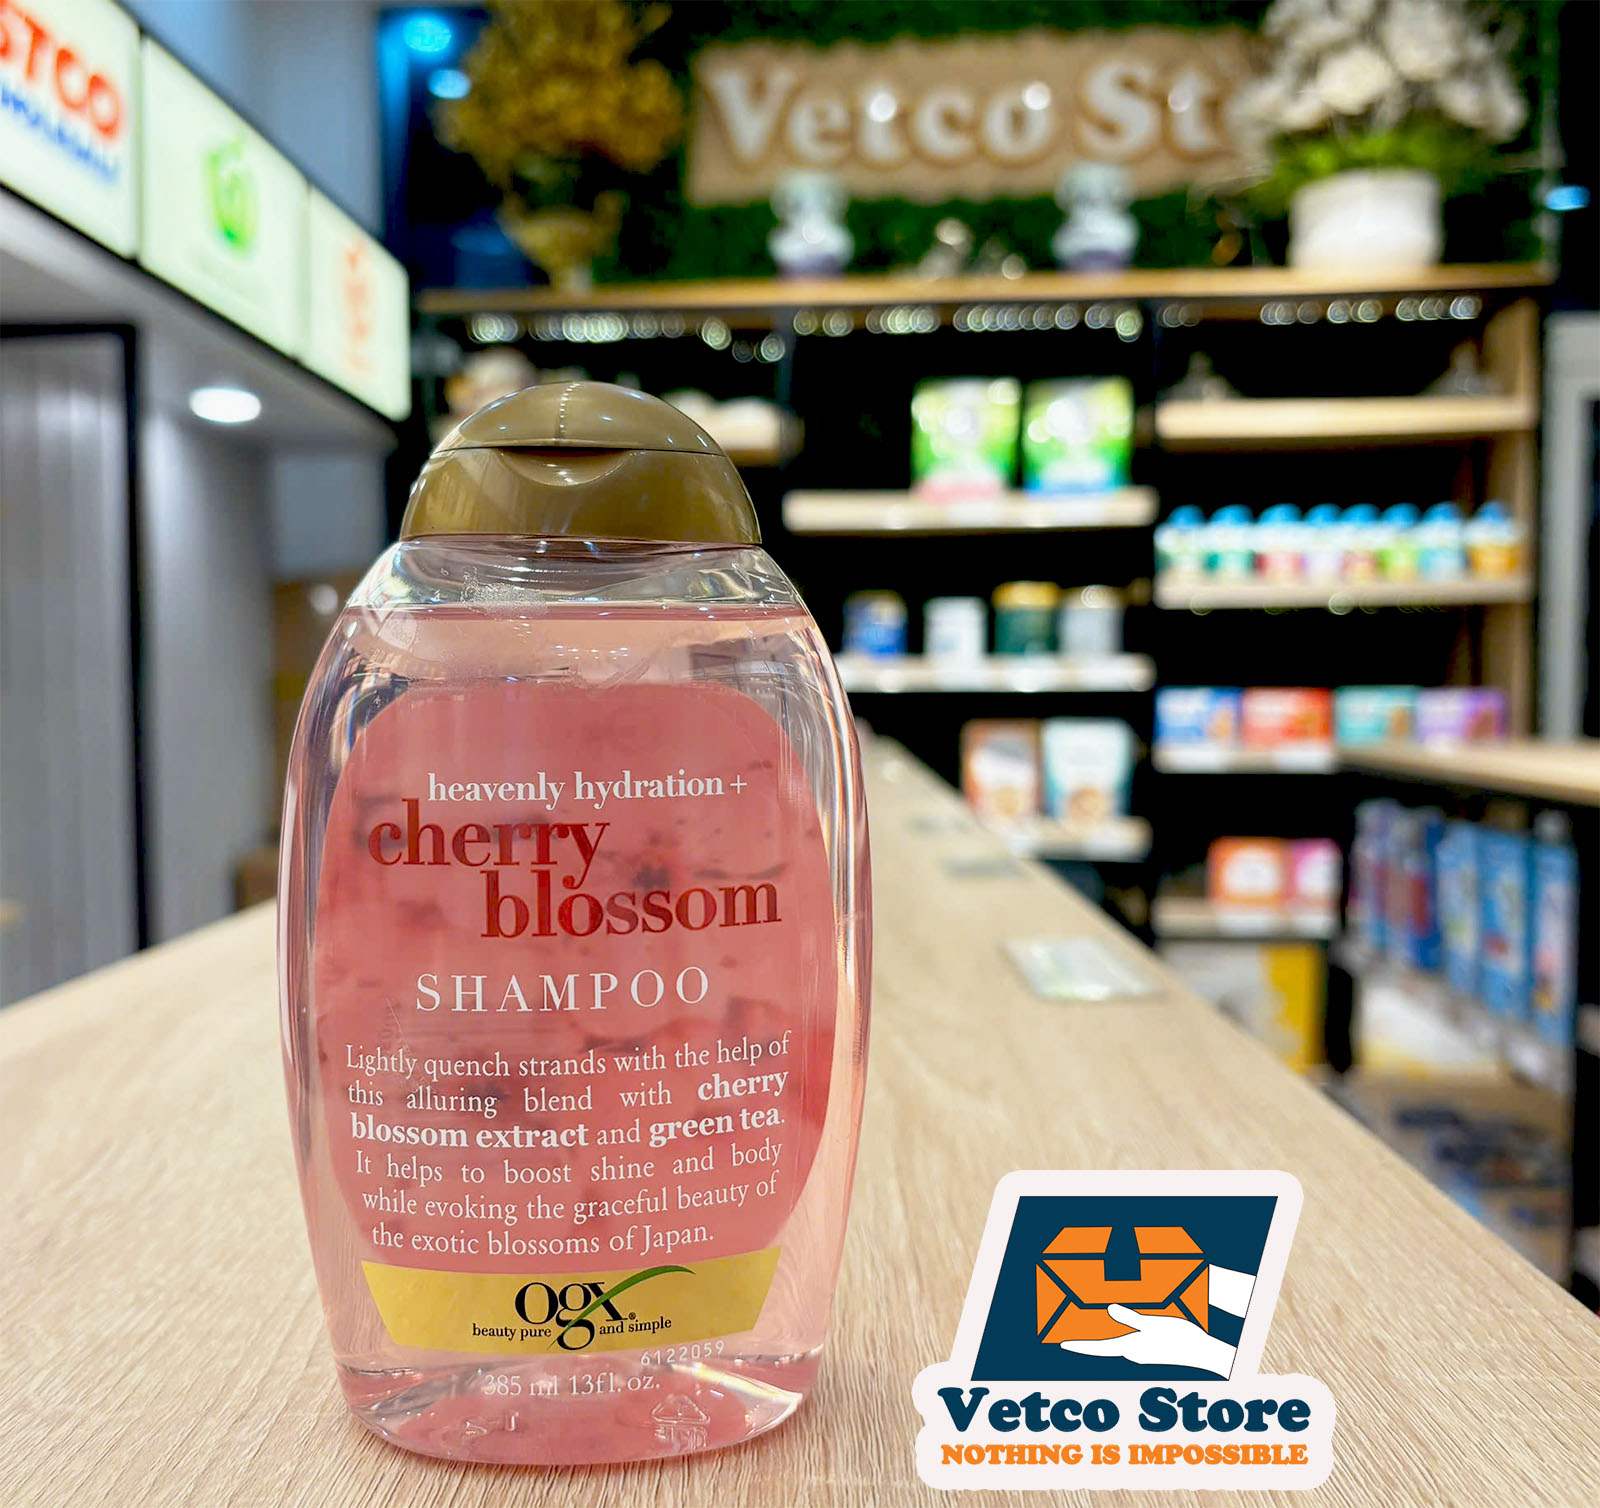 STCO
WHOLESALE
Vetco St
heavenly hydration+
cherry
blossom
SHAMPOO
Lightly quench strands with the help of
this alluring blend with cherry
blossom extract and green tea.
It helps to boost shine and body
while evoking the graceful beauty of
the exotic blossoms of Japan.
ogx®
beauty pure and simple
6122059
385 ml 13fl. oz.
Vetco Store
NOTHING IS IMPOSSIBLE